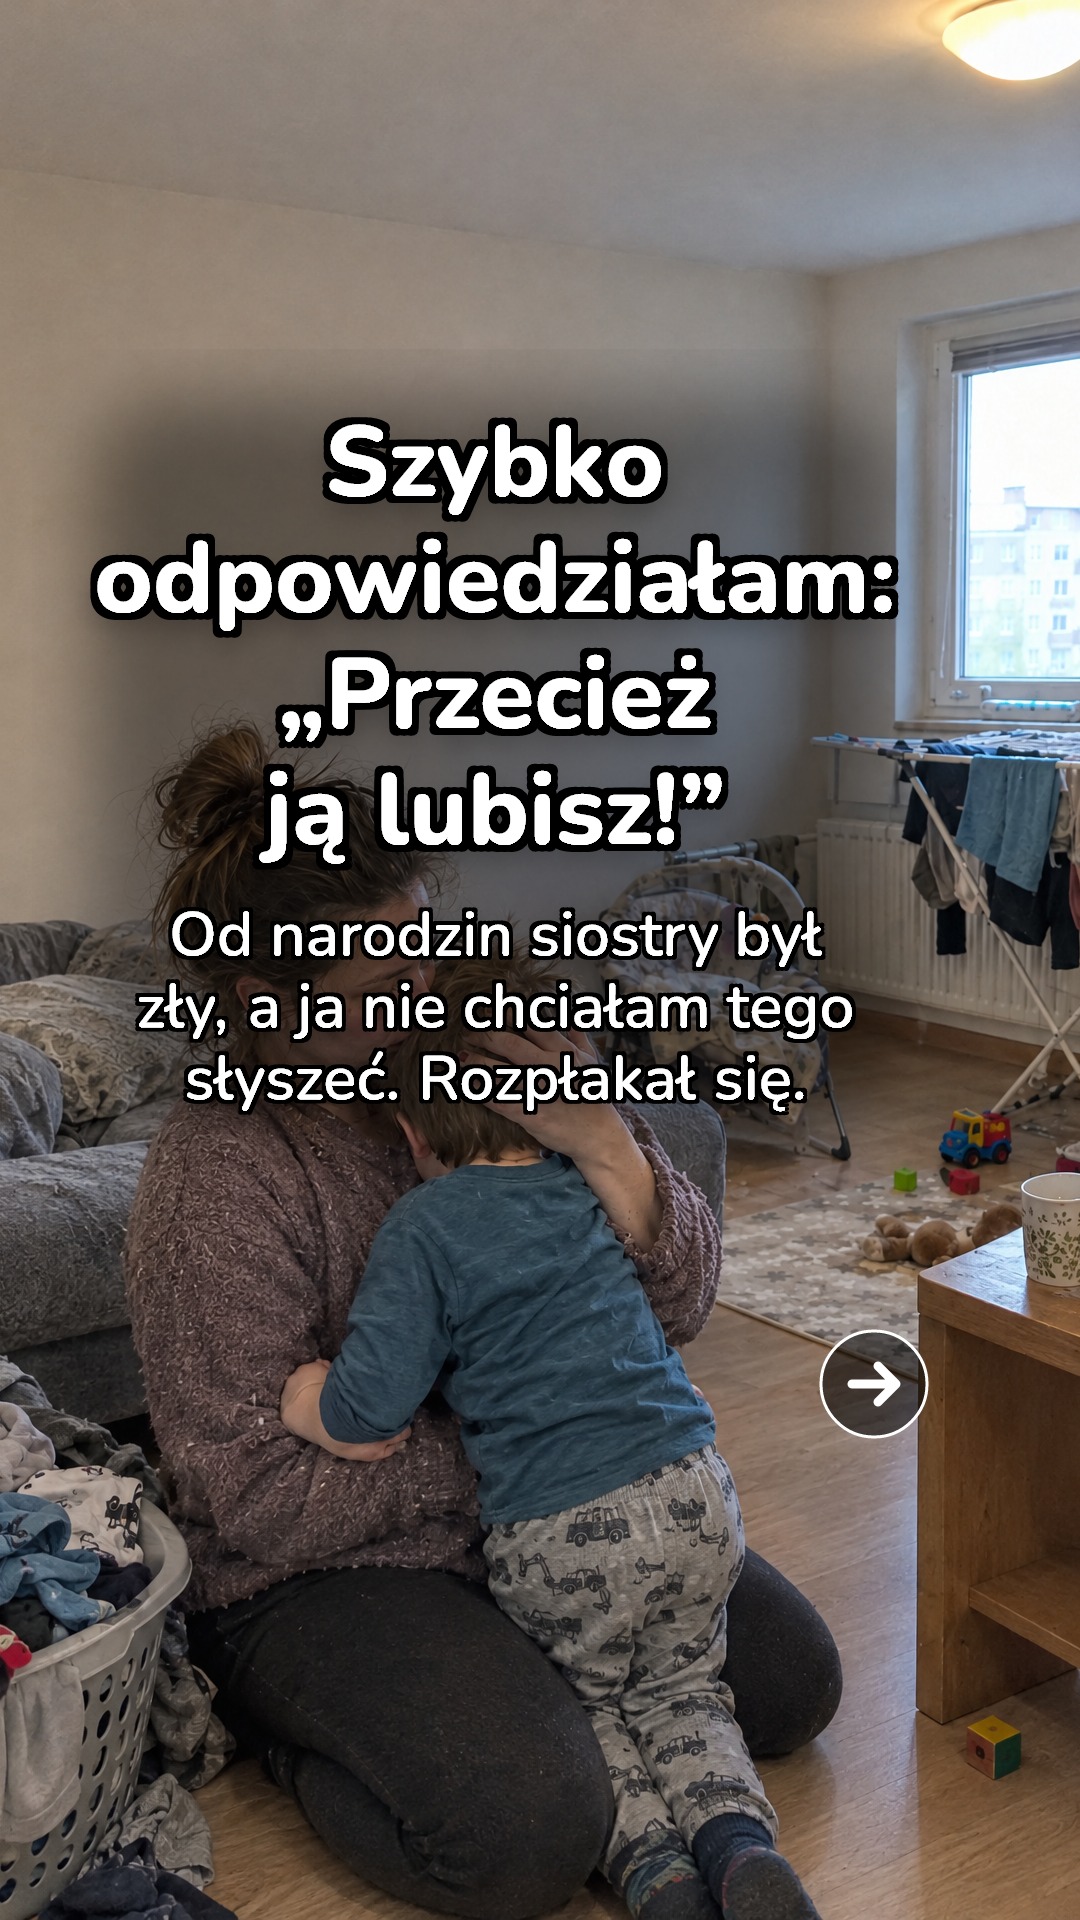 Szybko
odpowiedziałam:
„Przecież
ją lubisz!”
Od narodzin siostry był
zły, a ja nie chciałam tego
słyszeć. Rozpłakał się.